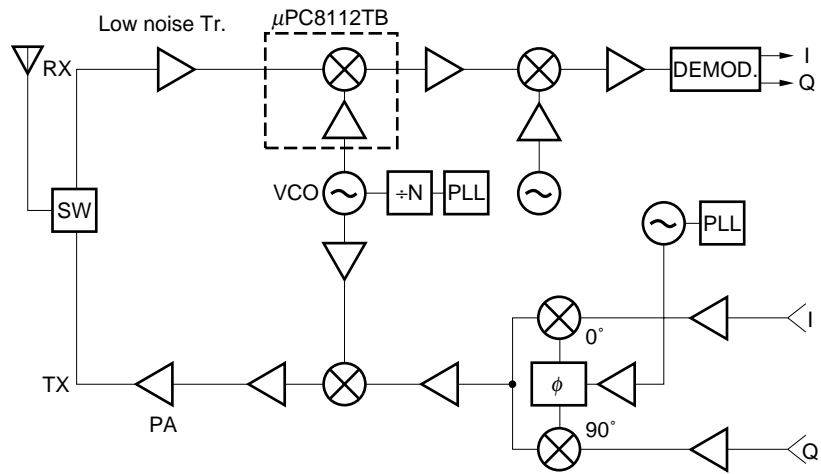 Low noise Tr.
μPC8112TB
RX
DEMOD.
I
Q
SW
VCO
÷N
PLL
PLL
I
0°
TX
PA
ϕ
90°
Q